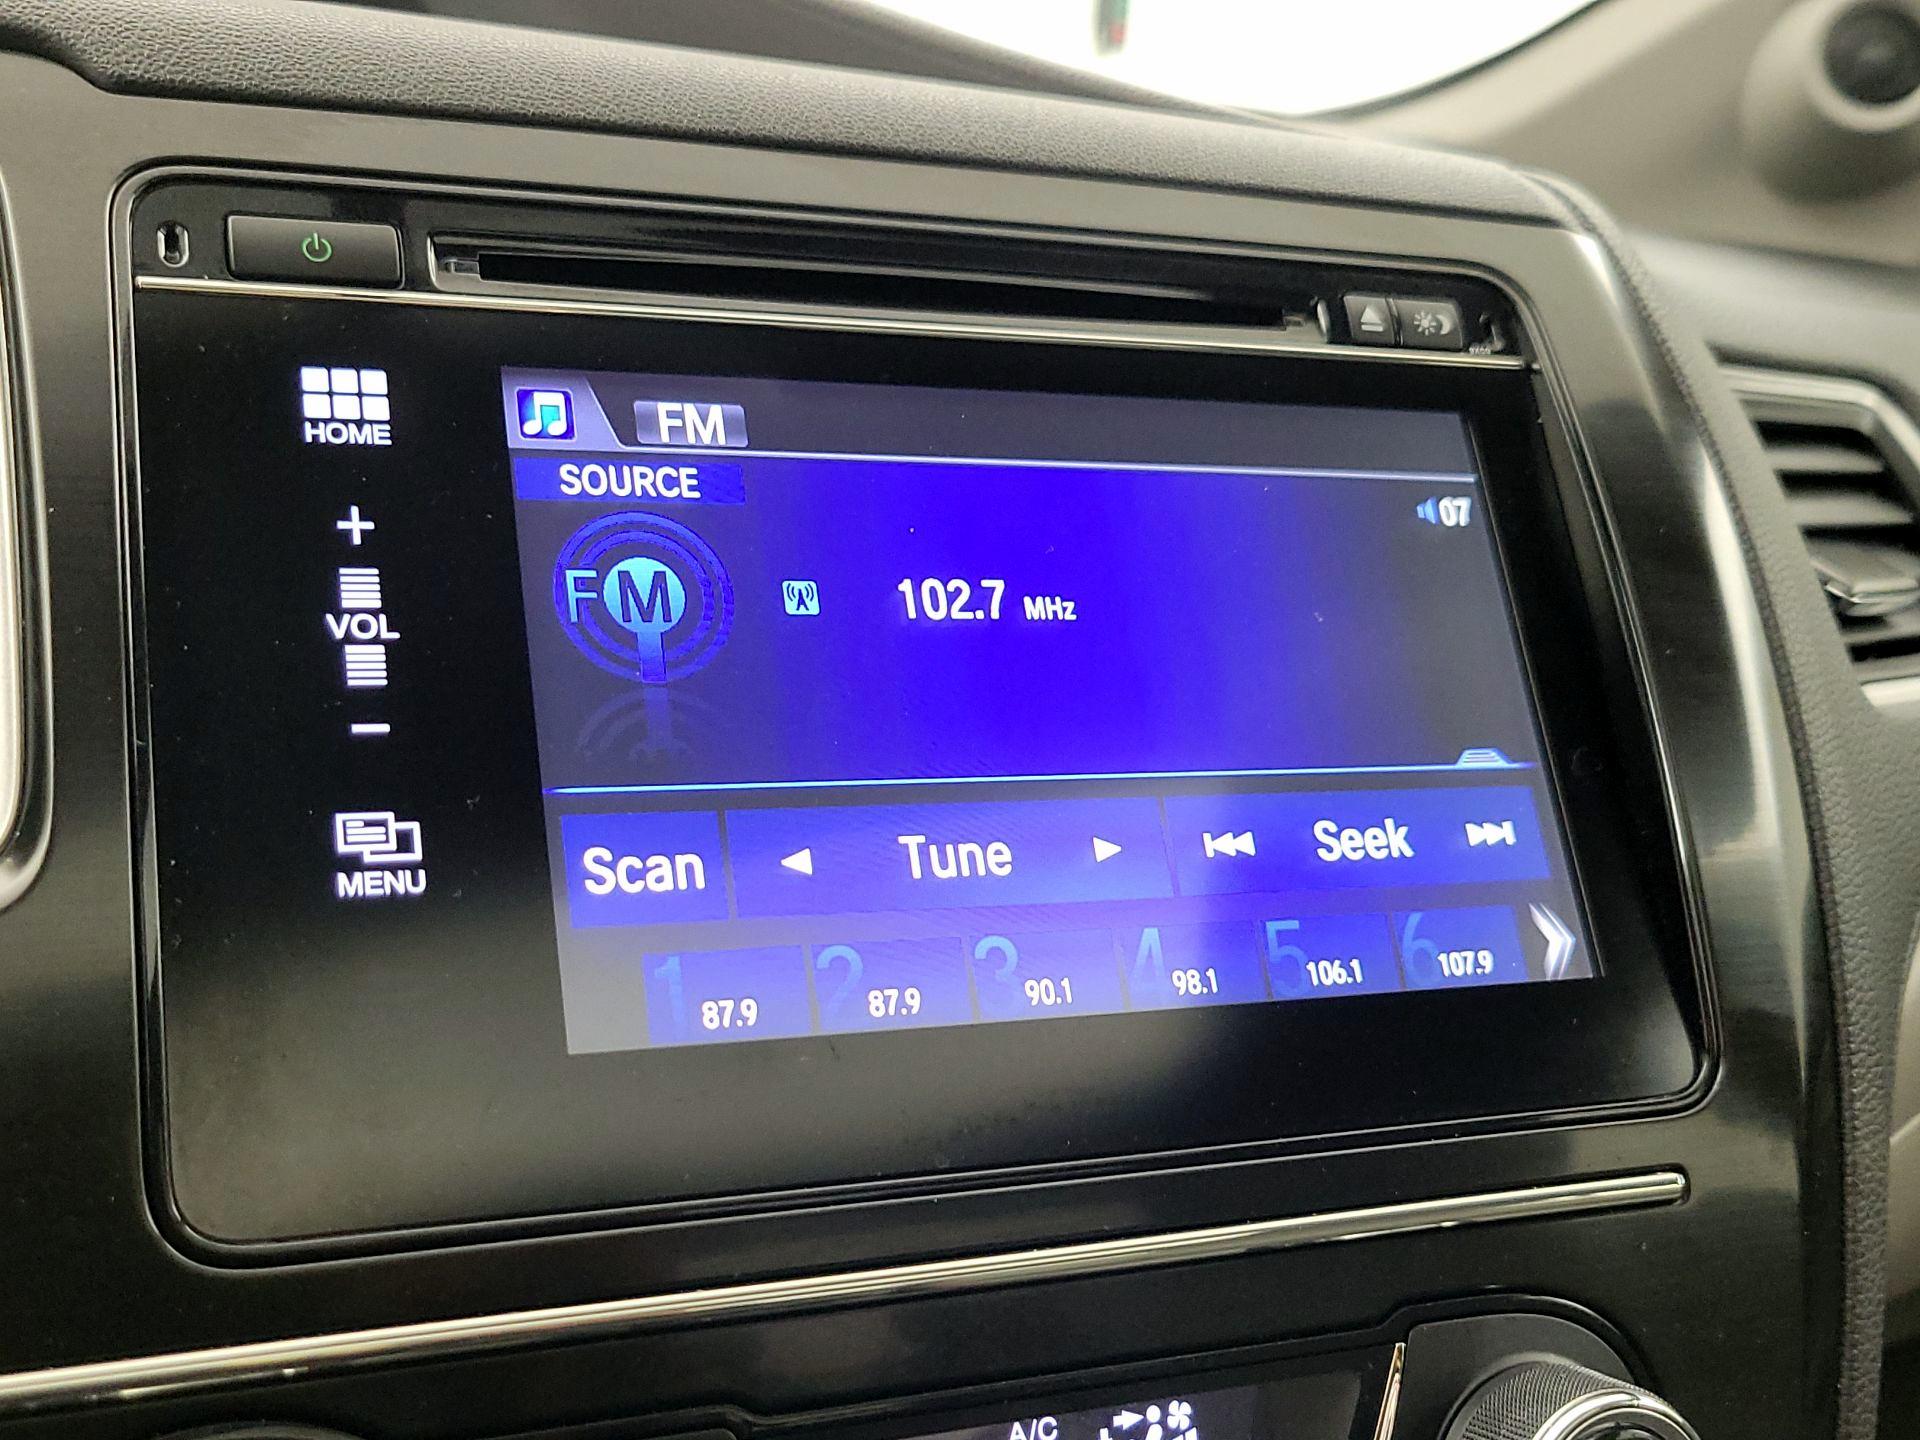 HOME
+
VOL
−
MENU
FM
SOURCE
07
FM
102.7 MHz
Scan
Tune
Seek
1 87.9
2 87.9
3 90.1
4 98.1
5 106.1
6 107.9
A/C